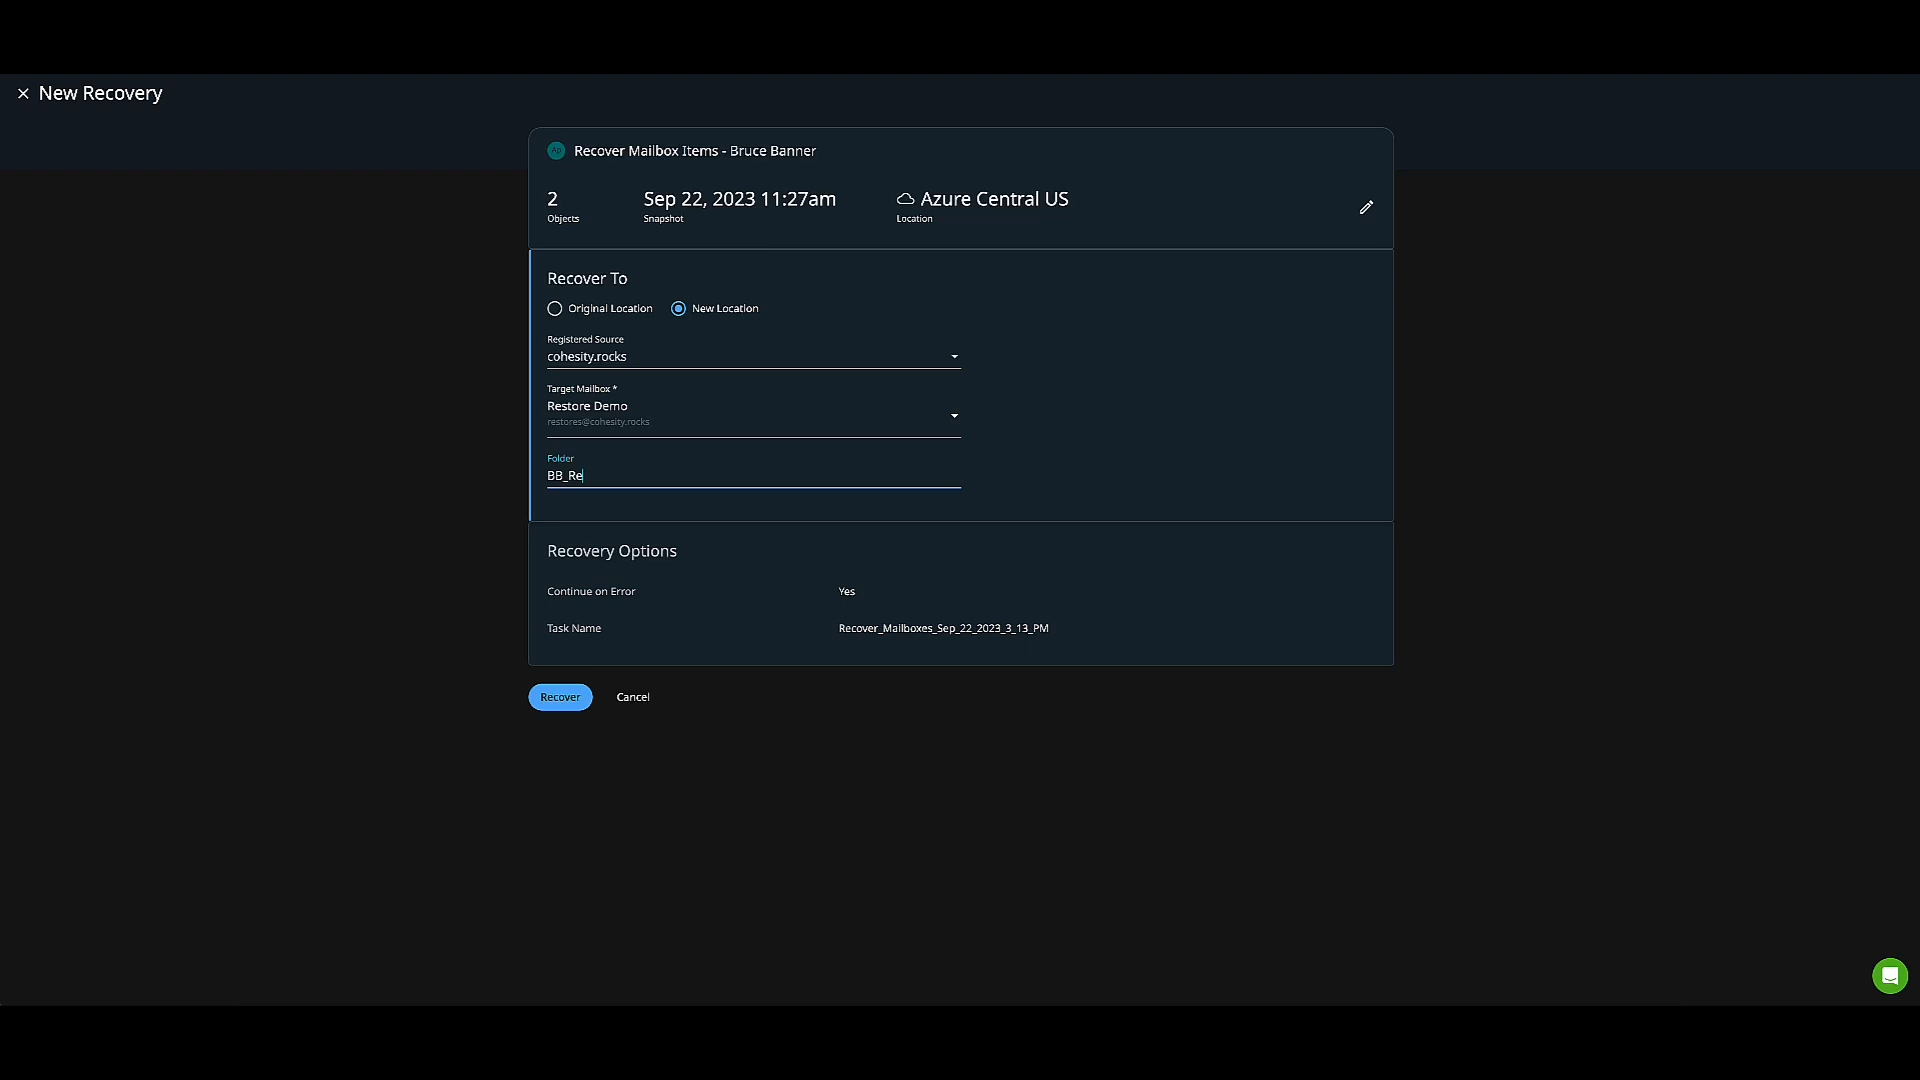 New Recovery
Recover Mailbox Items - Bruce Banner
2
Objects
Sep 22, 2023 11:27am
Snapshot
Azure Central US
Location
Recover To
Original Location
New Location
Registered Source
cohesity.rocks
Target Mailbox *
Restore Demo
restores@cohesity.rocks
Folder
BB_Re
Recovery Options
Continue on Error
Yes
Task Name
Recover_Mailboxes_Sep_22_2023_3_13_PM
Recover
Cancel